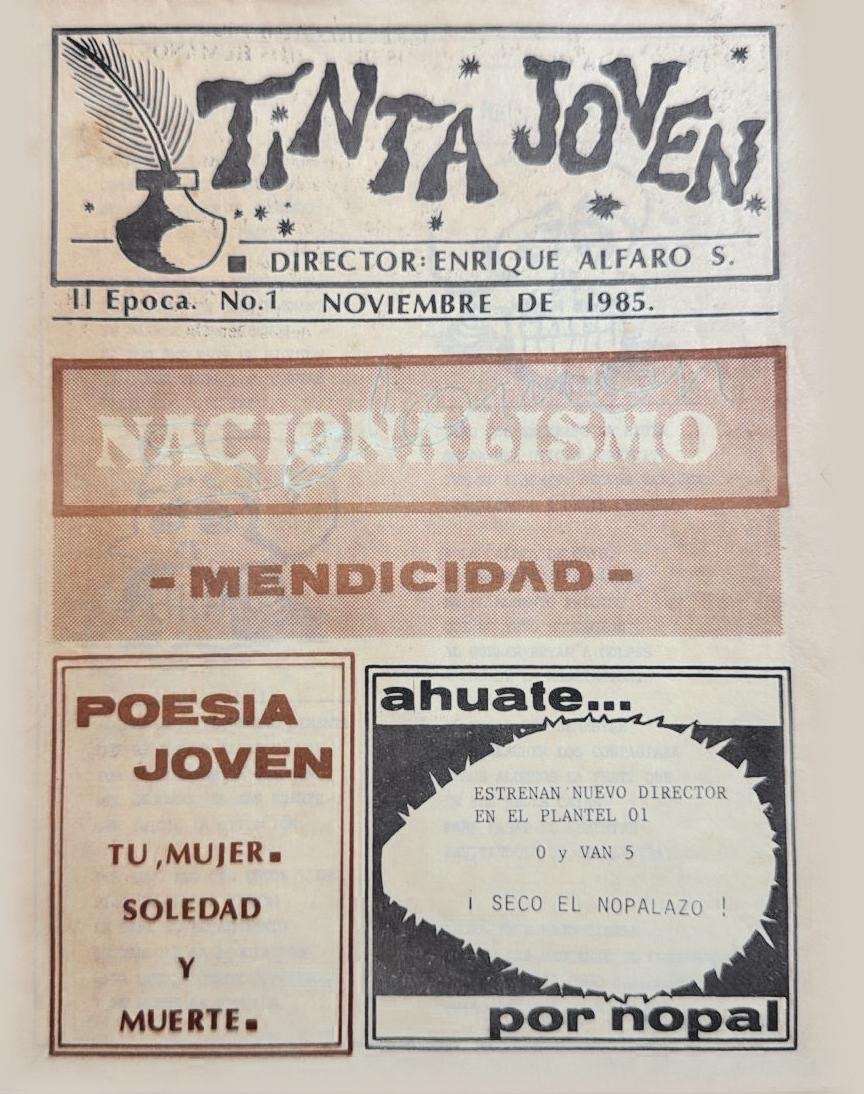 TiNTA JOVEN
DIRECTOR: ENRIQUE ALFARO S.
II Epoca. No.1 NOVIEMBRE DE 1985.
NACIONALISMO
- MENDICIDAD -
POESIA
JOVEN
TU ,MUJER.
SOLEDAD
Y
MUERTE.
ahuate...
ESTRENAN NUEVO DIRECTOR
EN EL PLANTEL 01
0 y VAN 5
¡ SECO EL NOPALAZO !
por nopal